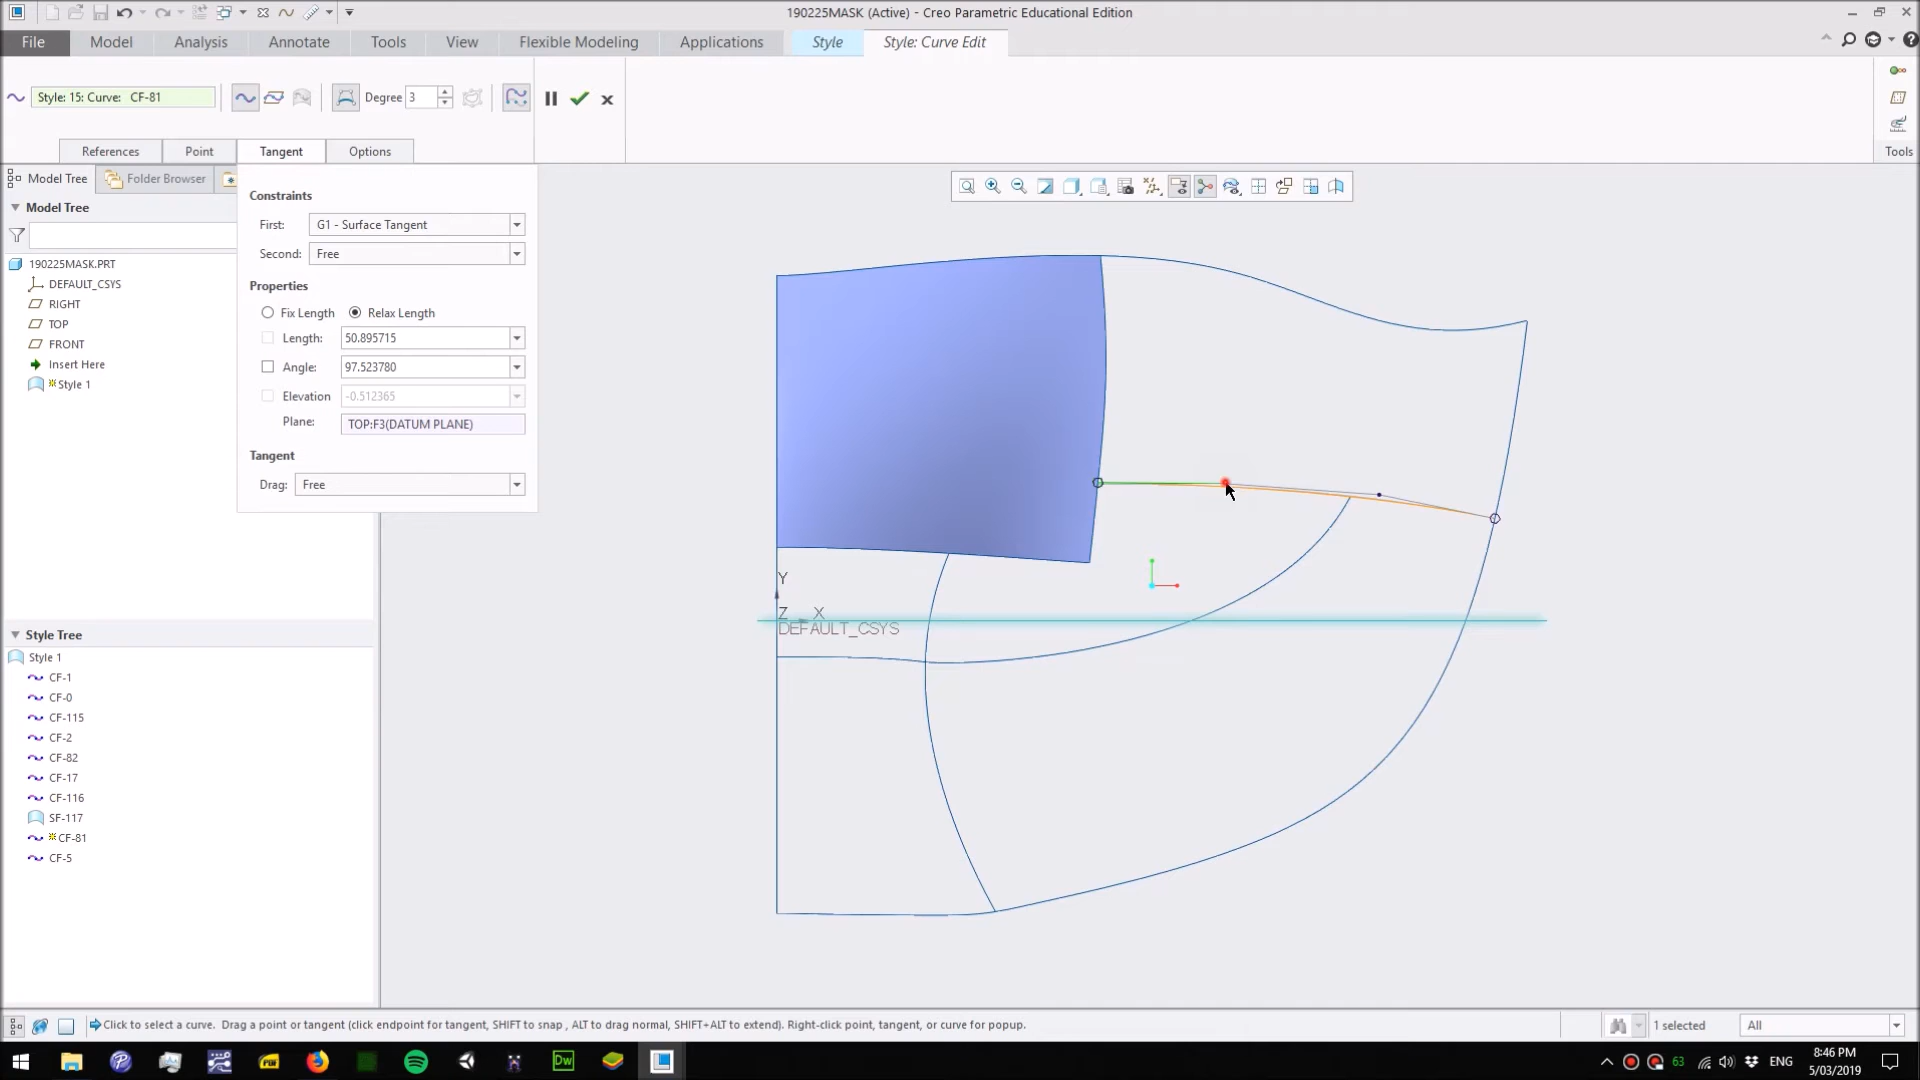 190225MASK (Active) - Creo Parametric Educational Edition
File Model Analysis Annotate Tools View Flexible Modeling Applications Style Style: Curve Edit
Style: 15: Curve: CF-81
Degree 3
References Point Tangent Options
Tools
Model Tree Folder Browser
Model Tree
190225MASK.PRT
DEFAULT_CSYS
RIGHT
TOP
FRONT
Insert Here
Style 1
Constraints
First: G1 - Surface Tangent
Second: Free
Properties
Fix Length Relax Length
Length: 50.895715
Angle: 97.523780
Elevation -0.512365
Plane: TOP:F3(DATUM PLANE)
Tangent
Drag: Free
Y
Z X
DEFAULT_CSYS
Style Tree
Style 1
CF-1
CF-0
CF-115
CF-2
CF-82
CF-17
CF-116
SF-117
CF-81
CF-5
Click to select a curve. Drag a point or tangent (click endpoint for tangent, SHIFT to snap , ALT to drag normal, SHIFT+ALT to extend). Right-click point, tangent, or curve for popup.
1 selected
All
Dw
63
ENG
8:46 PM
5/03/2019